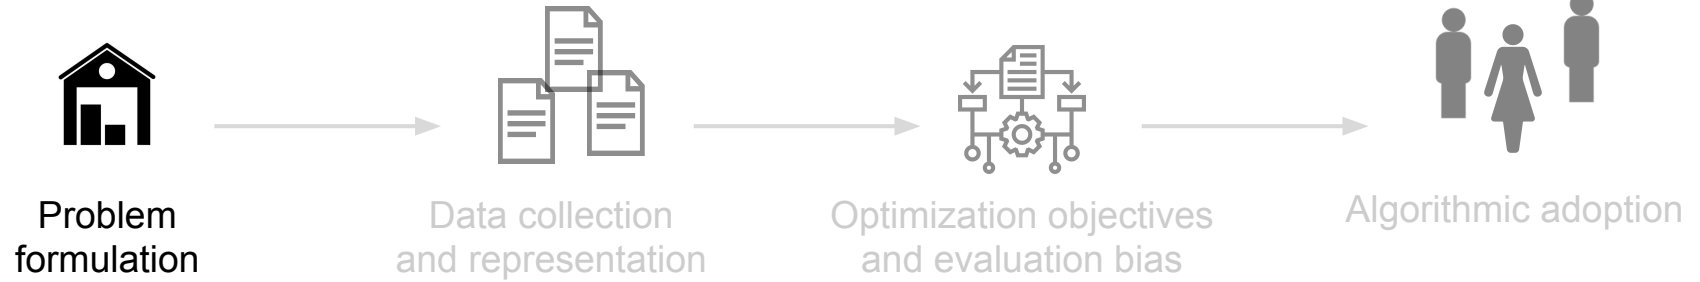 Problem
formulation
Data collection
and representation
Optimization objectives
and evaluation bias
Algorithmic adoption